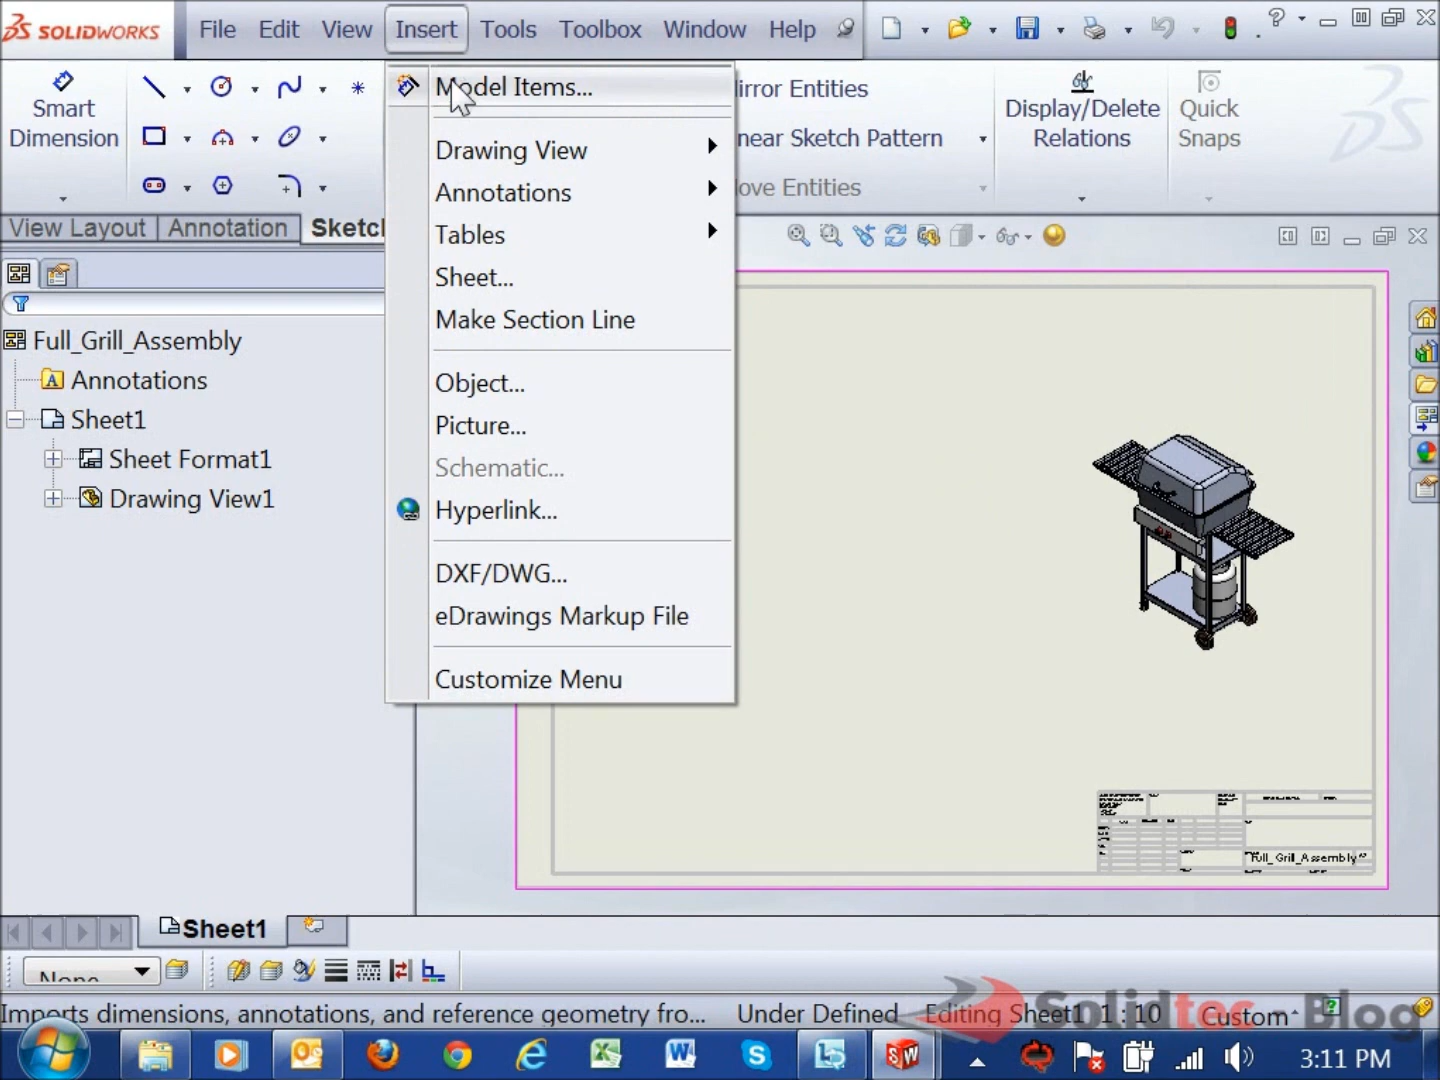 SOLIDWORKS File Edit View Insert Tools Toolbox Window Help
Smart
Dimension
Model Items...
Drawing View
Annotations
Tables
Sheet...
Make Section Line
Object...
Picture...
Schematic...
Hyperlink...
DXF/DWG...
eDrawings Markup File
Customize Menu
irror Entities
near Sketch Pattern
ove Entities
Display/Delete
Relations
Quick
Snaps
View Layout Annotation Sketc
Full_Grill_Assembly
Annotations
Sheet1
Sheet Format1
Drawing View1
Full_Grill_Assembly
Sheet1
None
Imports dimensions, annotations, and reference geometry fro... Under Defined Editing Sheet1 1 : 10 Custom
Solidtec Blog
3:11 PM